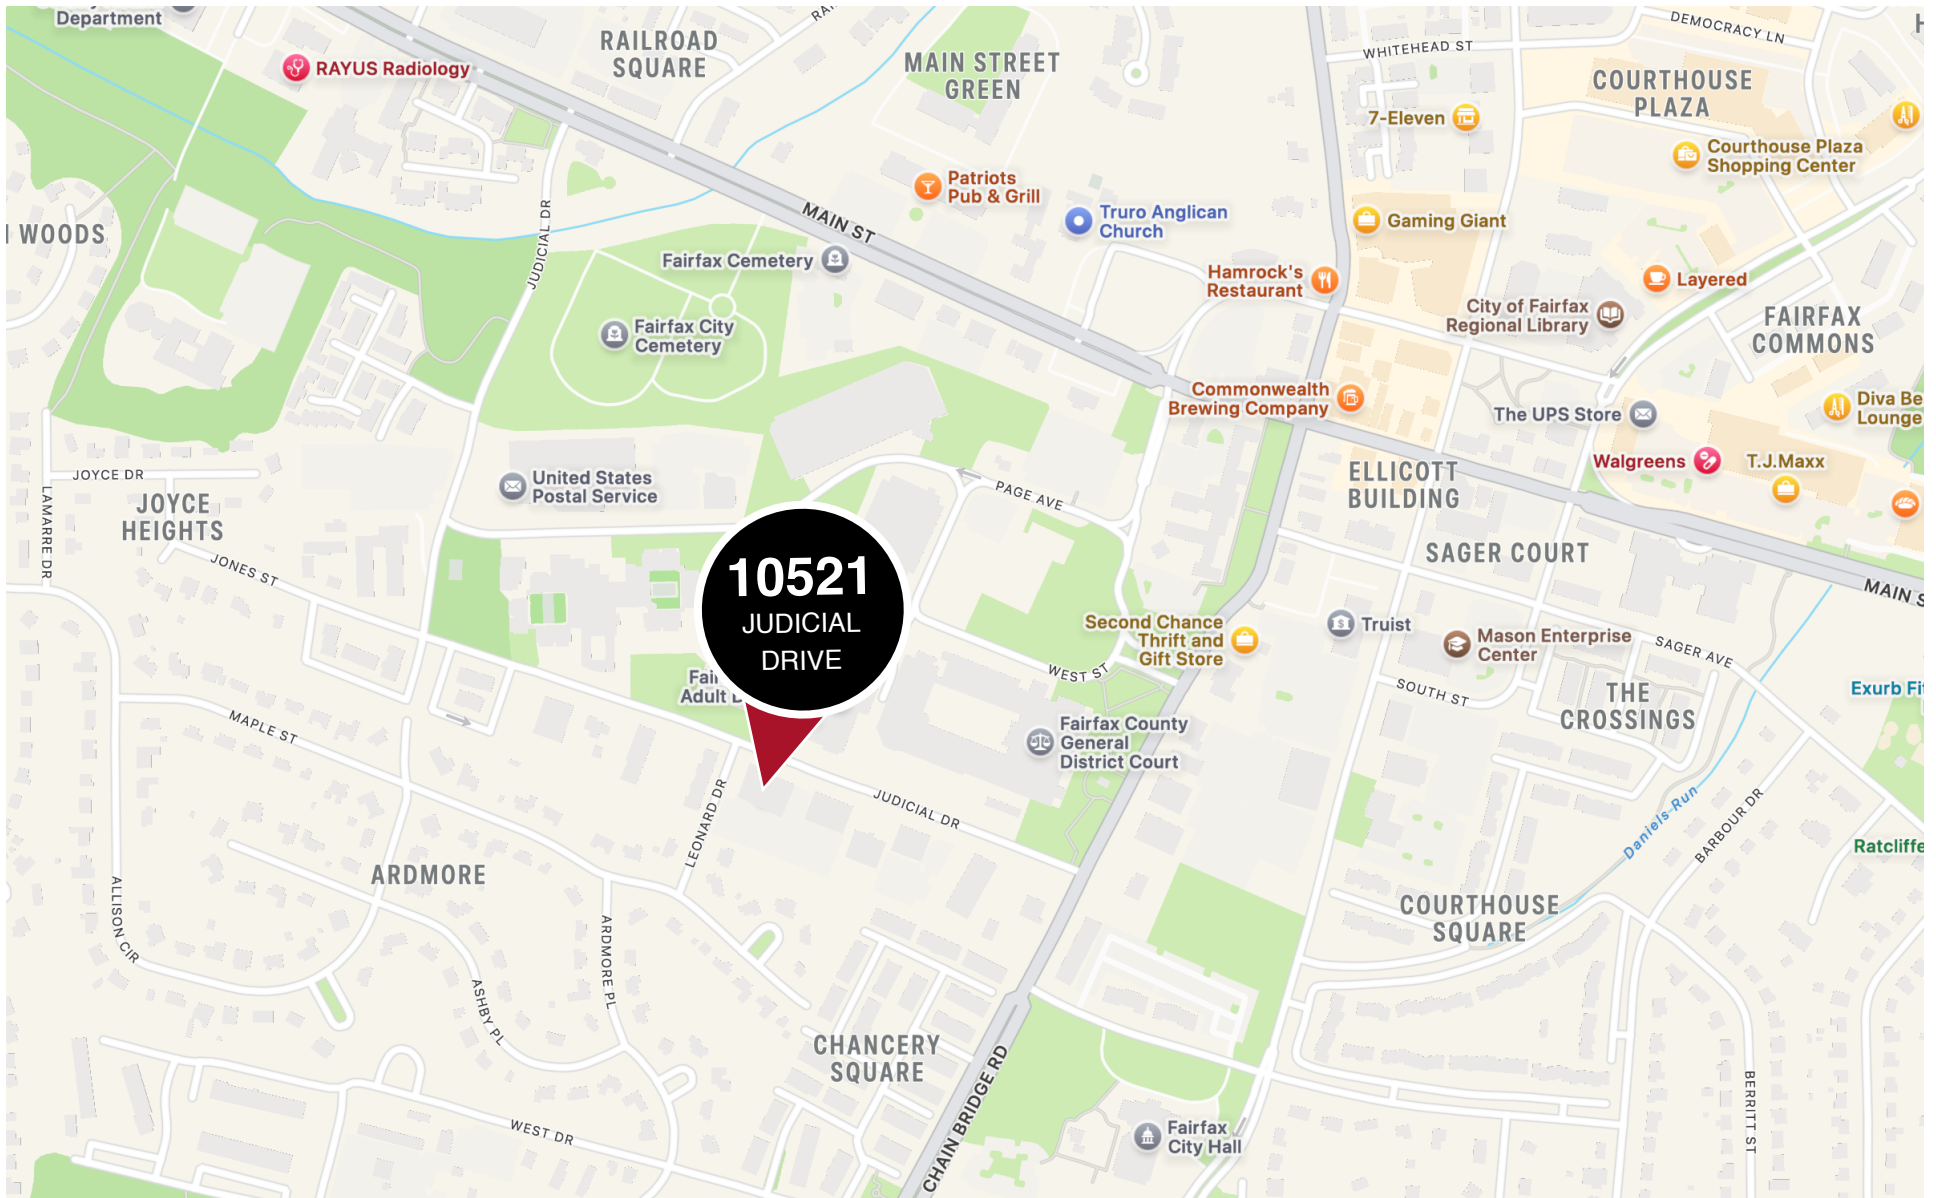 Department
RAYUS Radiology
RAILROAD
SQUARE
MAIN STREET
GREEN
WHITEHEAD ST
DEMOCRACY LN
COURTHOUSE
PLAZA
7-Eleven
Courthouse Plaza
Shopping Center
Patriots
Pub & Grill
Truro Anglican
Church
Gaming Giant
WOODS
JUDICIAL DR
MAIN ST
Fairfax Cemetery
Hamrock's
Restaurant
Layered
City of Fairfax
Regional Library
FAIRFAX
COMMONS
Fairfax City
Cemetery
Commonwealth
Brewing Company
The UPS Store
Diva Be
Lounge
Walgreens
T.J.Maxx
JOYCE DR
JOYCE
HEIGHTS
LAMARRE DR
United States
Postal Service
PAGE AVE
ELLICOTT
BUILDING
SAGER COURT
JONES ST
10521
JUDICIAL
DRIVE
MAIN S
Second Chance
Thrift and
Gift Store
Truist
Mason Enterprise
Center
SAGER AVE
WEST ST
SOUTH ST
THE
CROSSINGS
Exurb Fi
Fai
Adult
MAPLE ST
Fairfax County
General
District Court
LEONARD DR
JUDICIAL DR
Daniels Run
BARBOUR DR
Ratcliffe
ARDMORE
ALLISON CIR
ARDMORE PL
ASHBY PL
COURTHOUSE
SQUARE
CHANCERY
SQUARE
CHAIN BRIDGE RD
BERRITT ST
WEST DR
Fairfax
City Hall